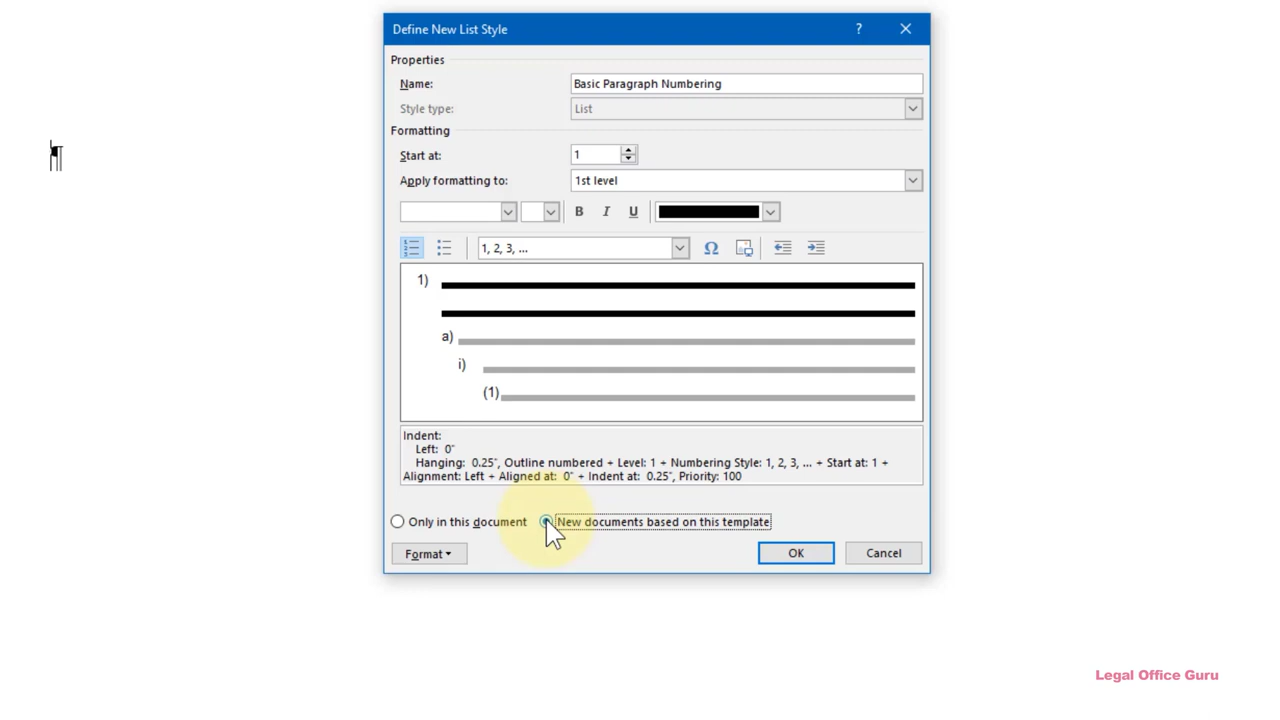 Define New List Style ?
Properties
Name: Basic Paragraph Numbering
Style type: List
Formatting
Start at: 1
Apply formatting to: 1st level
B I U
1, 2, 3, ... Ω
1)
a)
i)
(1)
Indent:
Left: 0"
Hanging: 0.25", Outline numbered + Level: 1 + Numbering Style: 1, 2, 3, ... + Start at: 1 +
Alignment: Left + Aligned at: 0" + Indent at: 0.25", Priority: 100
Only in this document New documents based on this template
Format OK Cancel
¶
Legal Office Guru